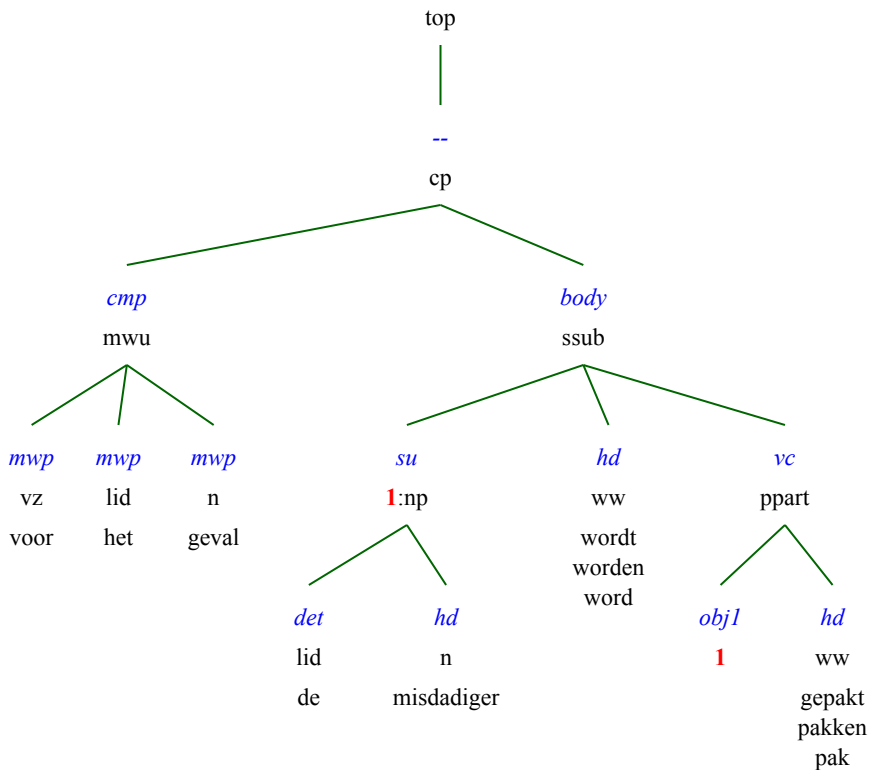 top
--
cp
cmp body
mwu ssub
mwp mwp mwp su hd vc
vz lid n 1:np ww ppart
voor het geval wordt
worden
word
det hd obj1 hd
lid n 1 ww
de misdadiger gepakt
pakken
pak